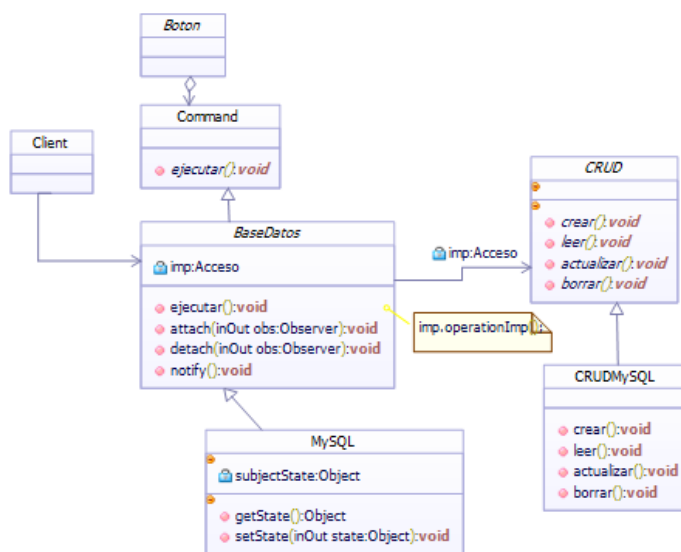 Boton
Command
ejecutar():void
Client
CRUD
crear():void
leer():void
actualizar():void
borrar():void
BaseDatos
imp:Acceso
ejecutar():void
attach(inOut obs:Observer):void
detach(inOut obs:Observer):void
notify():void
imp:Acceso
imp.operationImp();
CRUDMySQL
crear():void
leer():void
actualizar():void
borrar():void
MySQL
subjectState:Object
getState():Object
setState(inOut state:Object):void